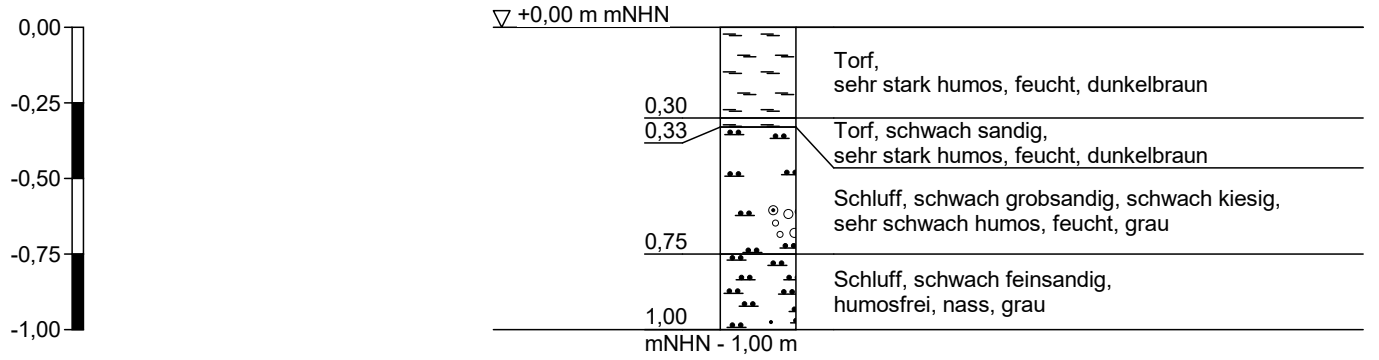 +0,00 m mNHN
0,00
-0,25
-0,50
-0,75
-1,00
Torf,
sehr stark humos, feucht, dunkelbraun
0,30
0,33
Torf, schwach sandig,
sehr stark humos, feucht, dunkelbraun
Schluff, schwach grobsandig, schwach kiesig,
sehr schwach humos, feucht, grau
0,75
Schluff, schwach feinsandig,
humosfrei, nass, grau
1,00
mNHN - 1,00 m